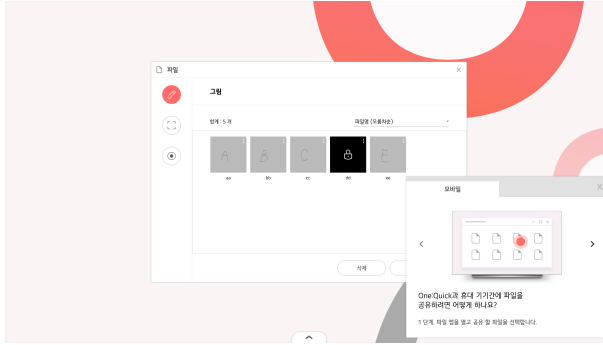 파일
그림
합계 : 5 개
파일명 (오름차순)
A B C E
aa bb cc dd ee
삭제
모바일
One:Quick과 휴대 기기간에 파일을
공유하려면 어떻게 하나요?
1 단계. 파일 앱을 열고 공유 할 파일을 선택합니다.